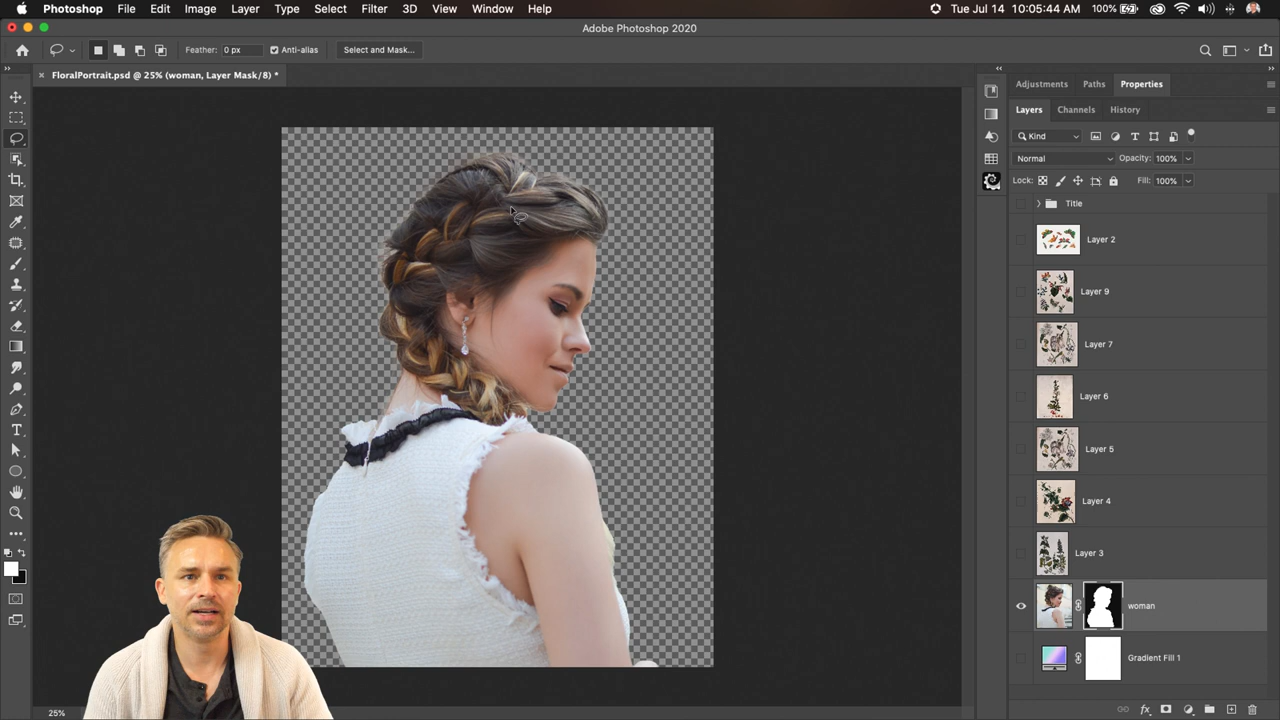 Photoshop File Edit Image Layer Type Select Filter 3D View Window Help 100% Tue Jul 14 10:05:44 AM
Adobe Photoshop 2020
Feather: 0 px Anti-alias Select and Mask...
FloralPortrait.psd @ 25% (woman, Layer Mask/8) *
Adjustments Paths Properties
Layers Channels History
Kind
Normal Opacity: 100%
Lock: Fill: 100%
Title
Layer 2
Layer 9
Layer 7
Layer 6
Layer 5
Layer 4
Layer 3
woman
Gradient Fill 1
25%